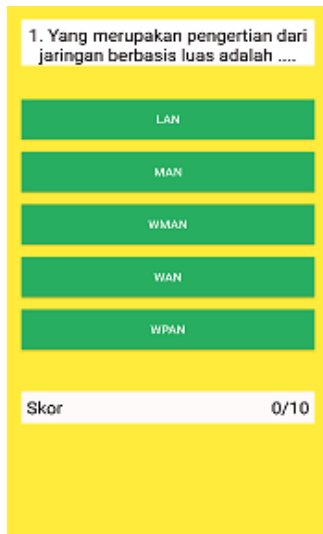 1. Yang merupakan pengertian dari
jaringan berbasis luas adalah ....
LAN
MAN
WMAN
WAN
WPAN
Skor 0/10